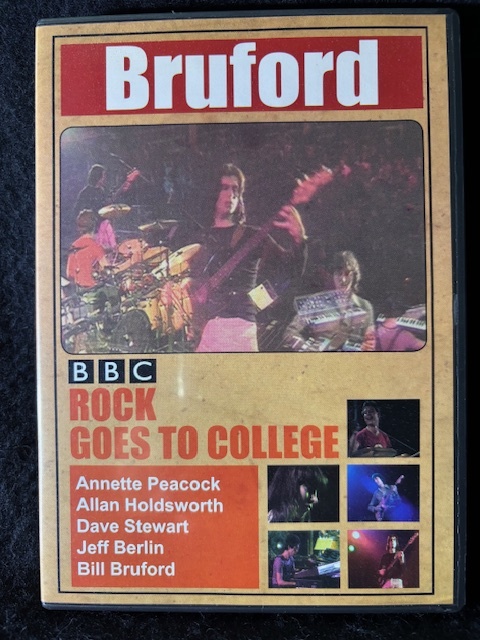 Bruford
BBC
ROCK
GOES TO COLLEGE
Annette Peacock
Allan Holdsworth
Dave Stewart
Jeff Berlin
Bill Bruford